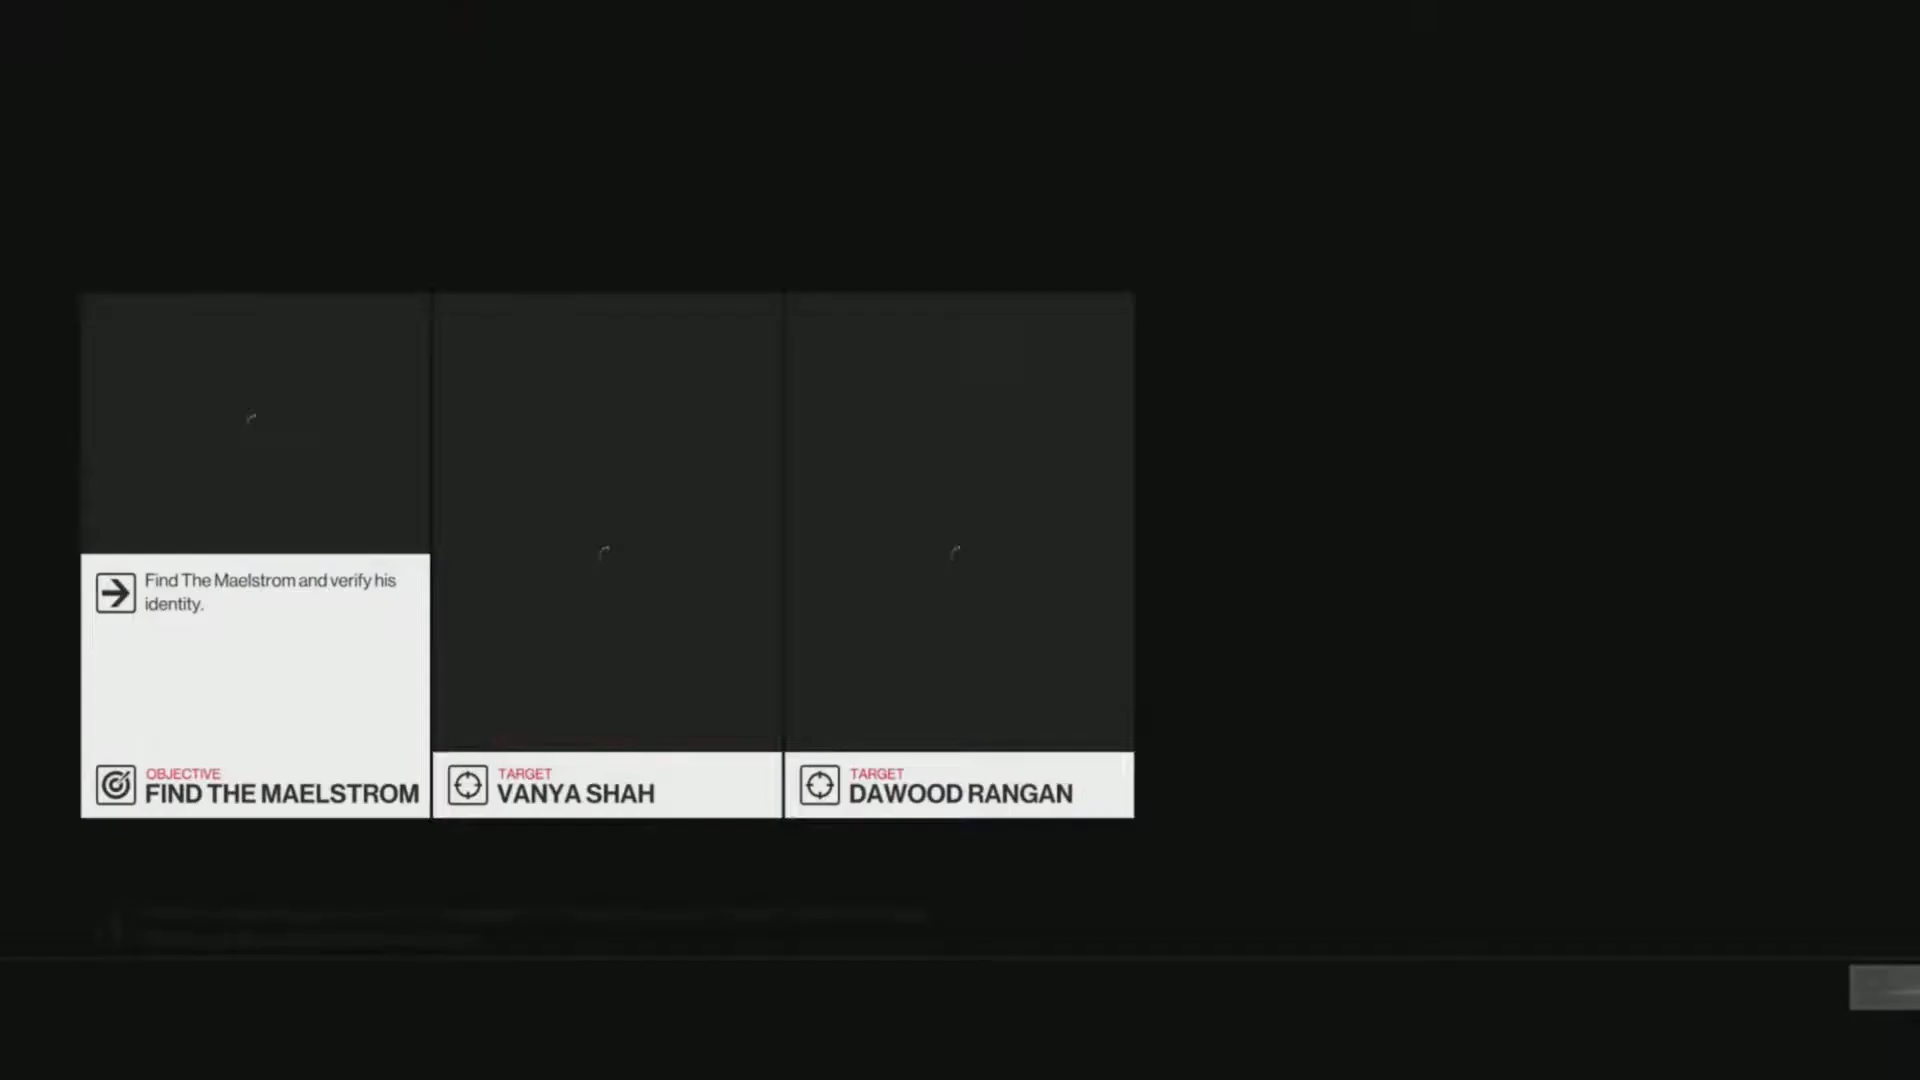 Find The Maelstrom and verify his
identity.
OBJECTIVE
FIND THE MAELSTROM
TARGET
VANYA SHAH
TARGET
DAWOOD RANGAN